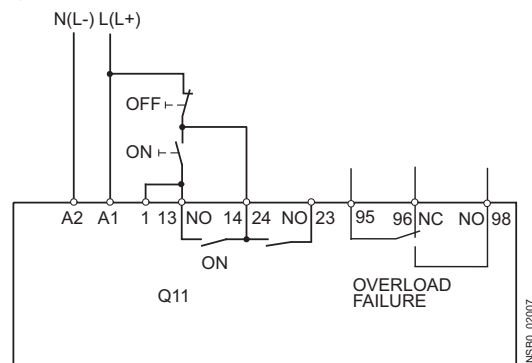 N(L-) L(L+)
OFF
ON
A2 A1 1 13 NO 14 24 NO 23 95 96 NC NO 98
ON
Q11
OVERLOAD
FAILURE
NSB0_02007